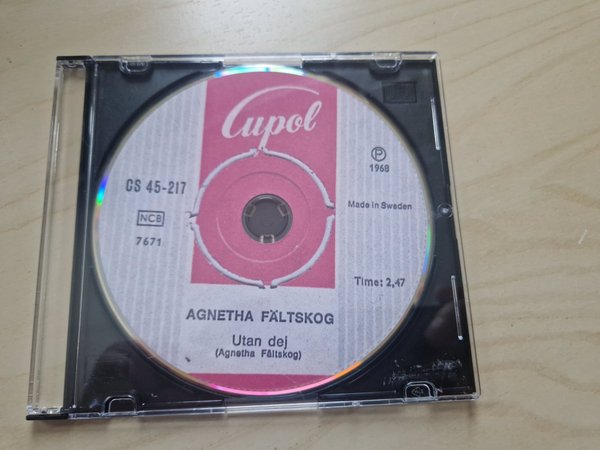 Cupol
CS 45-217
NCB
7671
P
1968
Made in Sweden
Time: 2,47
AGNETHA FÄLTSKOG
Utan dej
(Agnetha Fältskog)